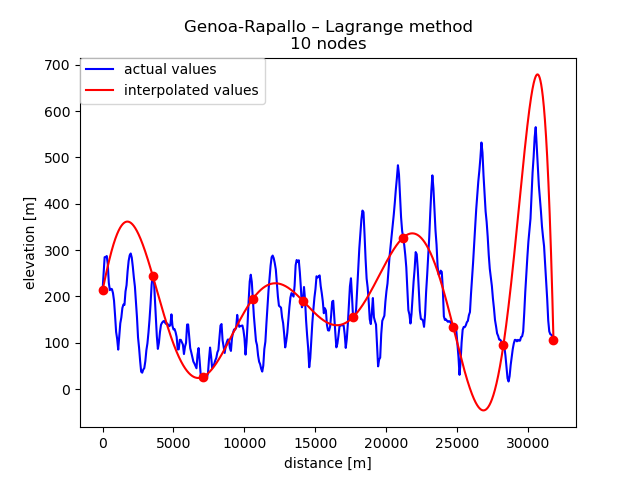 Genoa-Rapallo – Lagrange method
10 nodes
actual values
interpolated values
elevation [m]
700
600
500
400
300
200
100
0
0 5000 10000 15000 20000 25000 30000
distance [m]